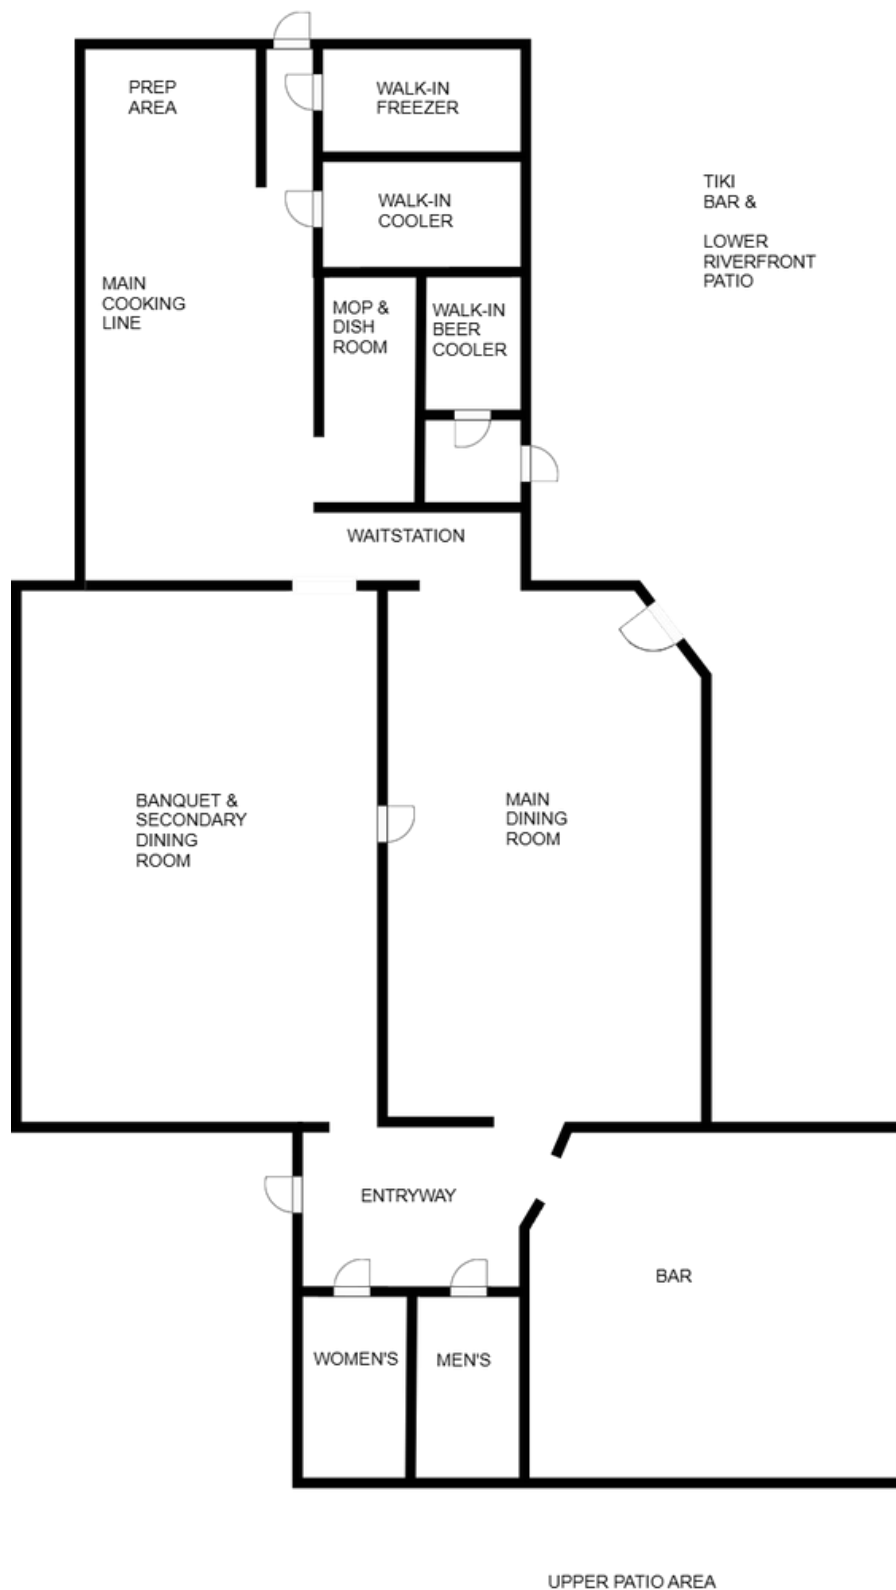 PREP
AREA
WALK-IN
FREEZER
TIKI
BAR &
LOWER
RIVERFRONT
PATIO
WALK-IN
COOLER
MAIN
COOKING
LINE
MOP &
DISH
ROOM
WALK-IN
BEER
COOLER
WAITSTATION
BANQUET &
SECONDARY
DINING
ROOM
MAIN
DINING
ROOM
ENTRYWAY
BAR
WOMEN'S
MEN'S
UPPER PATIO AREA